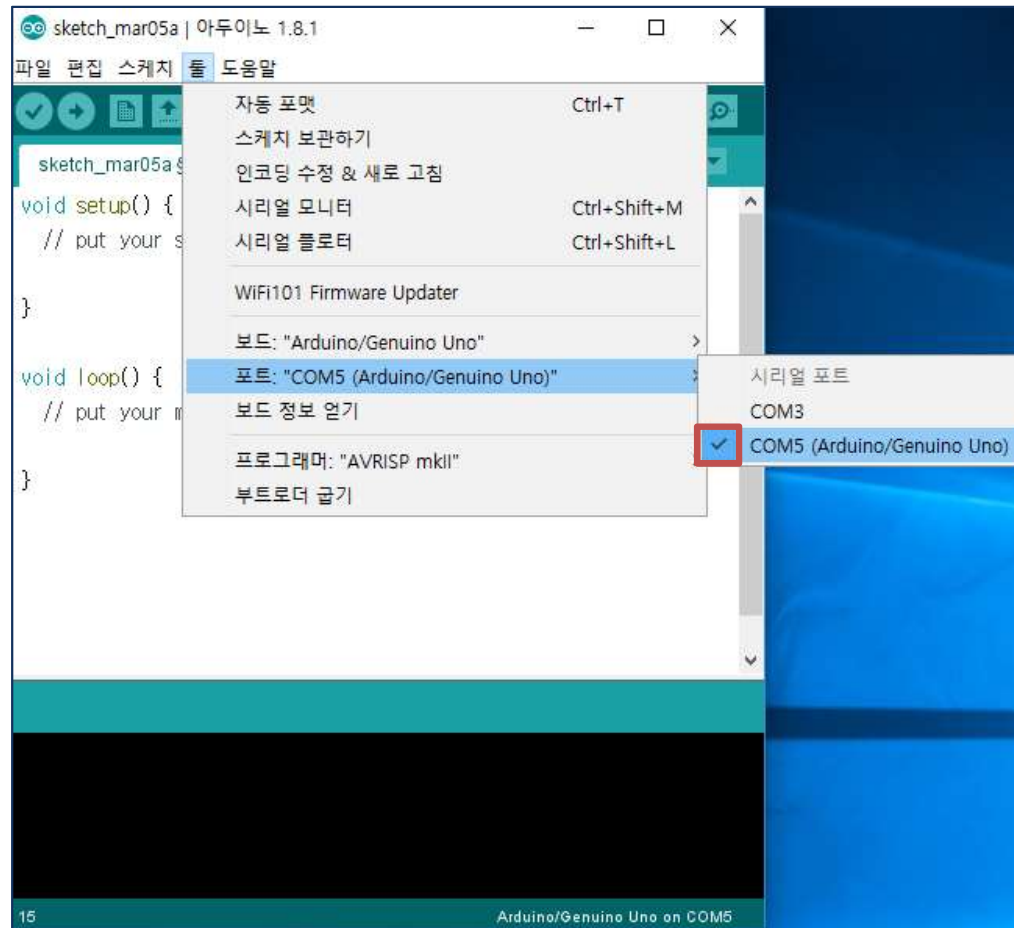 sketch_mar05a | 아두이노 1.8.1
파일 편집 스케치 툴 도움말
자동 포맷 Ctrl+T
스케치 보관하기
sketch_mar05a
인코딩 수정 & 새로 고침
void setup() {
시리얼 모니터 Ctrl+Shift+M
// put your s
시리얼 플로터 Ctrl+Shift+L
WiFi101 Firmware Updater
}
보드: "Arduino/Genuino Uno"
void loop() {
포트: "COM5 (Arduino/Genuino Uno)"
시리얼 포트
// put your m
보드 정보 얻기
COM3
COM5 (Arduino/Genuino Uno)
프로그래머: "AVRISP mkII"
}
부트로더 굽기
15 Arduino/Genuino Uno on COM5